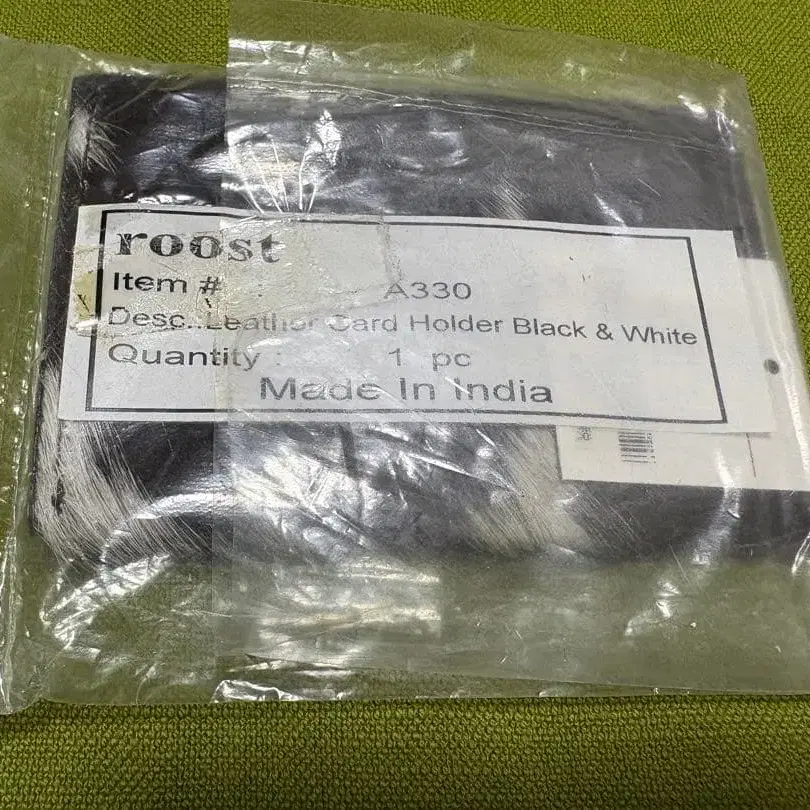 roost
Item # : A330
Desc..Leather Card Holder Black & White
Quantity : 1 pc
Made In India